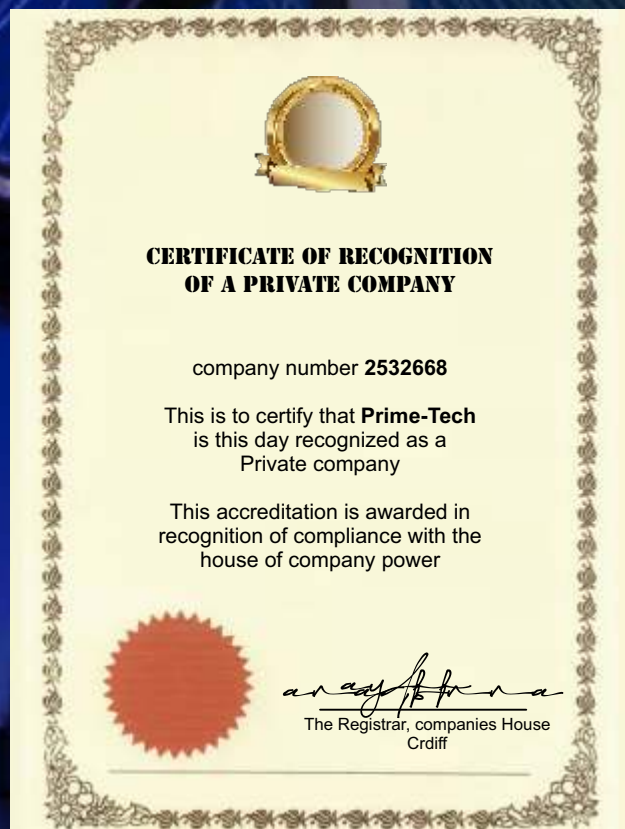 CERTIFICATE OF RECOGNITION
OF A PRIVATE COMPANY
company number 2532668
This is to certify that Prime-Tech
is this day recognized as a
Private company
This accreditation is awarded in
recognition of compliance with the
house of company power
The Registrar, companies House
Crdiff